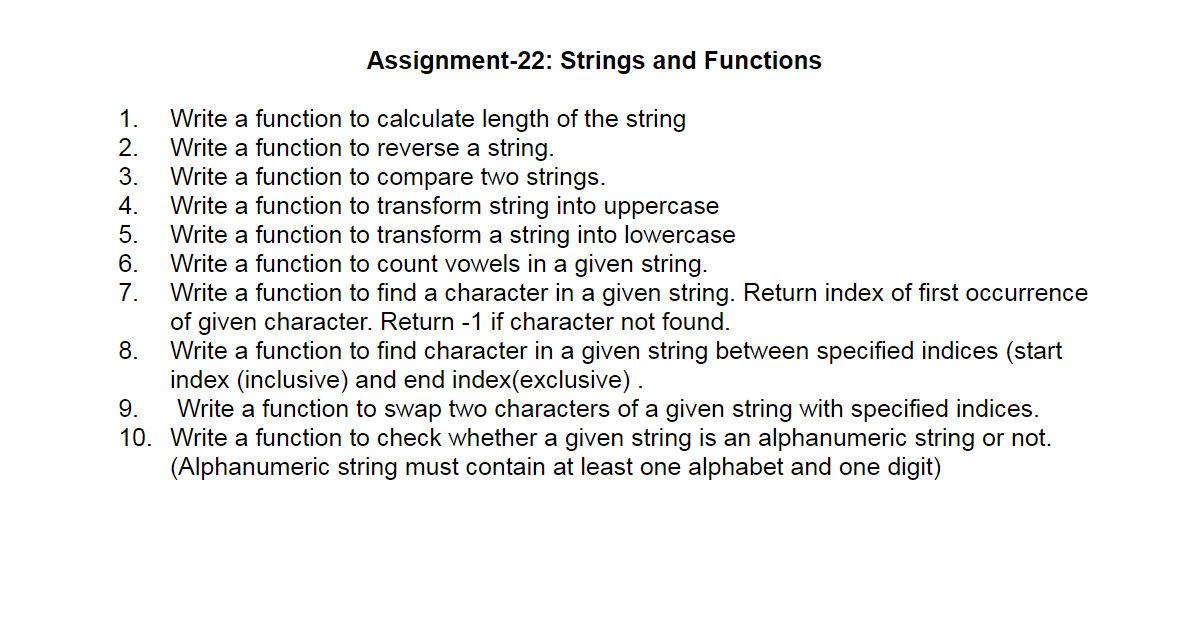 Assignment-22: Strings and Functions
1. Write a function to calculate length of the string
2. Write a function to reverse a string.
3. Write a function to compare two strings.
4. Write a function to transform string into uppercase
5. Write a function to transform a string into lowercase
6. Write a function to count vowels in a given string.
7. Write a function to find a character in a given string. Return index of first occurrence
of given character. Return -1 if character not found.
8. Write a function to find character in a given string between specified indices (start
index (inclusive) and end index(exclusive) .
9. Write a function to swap two characters of a given string with specified indices.
10. Write a function to check whether a given string is an alphanumeric string or not.
(Alphanumeric string must contain at least one alphabet and one digit)